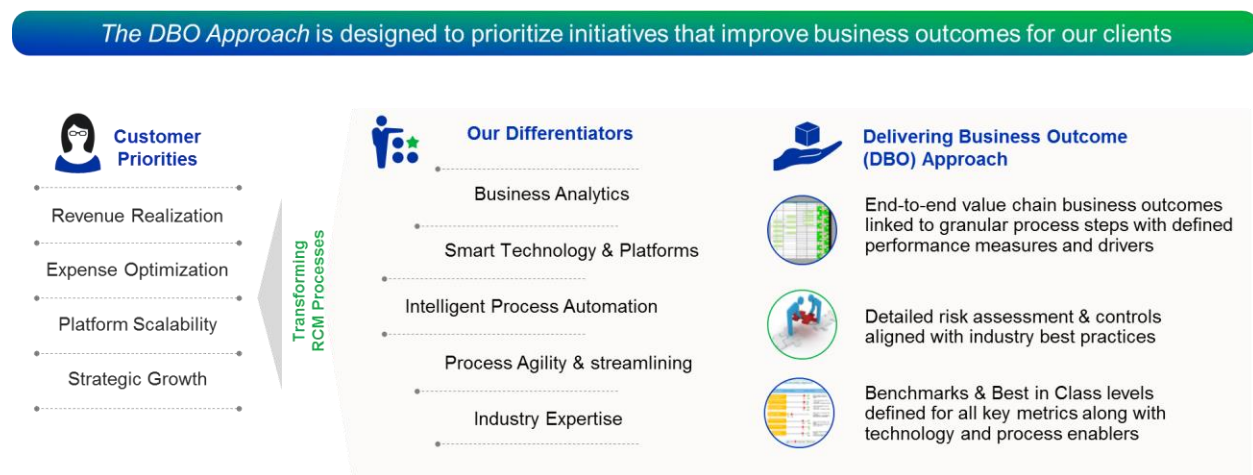 The DBO Approach is designed to prioritize initiatives that improve business outcomes for our clients
Customer
Priorities
Revenue Realization
Expense Optimization
Platform Scalability
Strategic Growth
Transforming
RCM Processes
Our Differentiators
Business Analytics
Smart Technology & Platforms
Intelligent Process Automation
Process Agility & streamlining
Industry Expertise
Delivering Business Outcome
(DBO) Approach
End-to-end value chain business outcomes
linked to granular process steps with defined
performance measures and drivers
Detailed risk assessment & controls
aligned with industry best practices
Benchmarks & Best in Class levels
defined for all key metrics along with
technology and process enablers